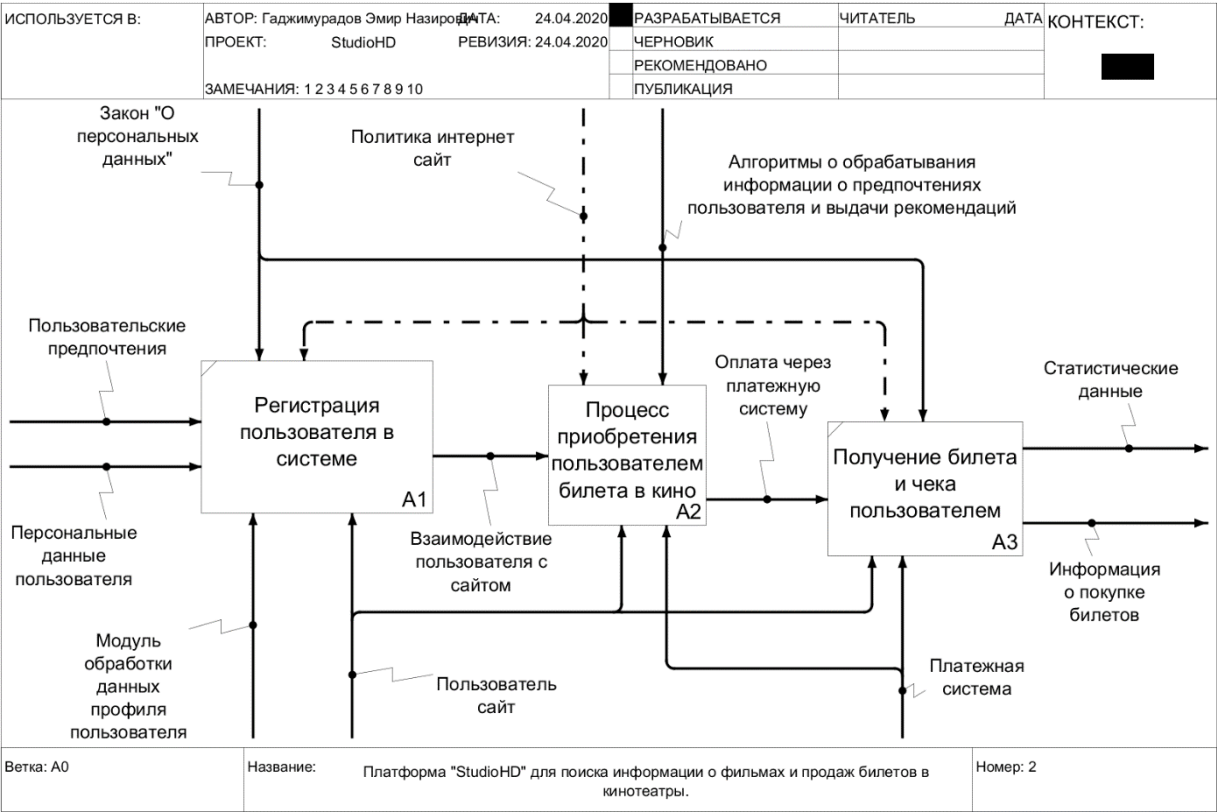 ИСПОЛЬЗУЕТСЯ В:
АВТОР: Гаджимурадов Эмир Назирович
ДАТА: 24.04.2020
РАЗРАБАТЫВАЕТСЯ
ЧИТАТЕЛЬ
ДАТА
КОНТЕКСТ:
ПРОЕКТ: StudioHD
РЕВИЗИЯ: 24.04.2020
ЧЕРНОВИК
РЕКОМЕНДОВАНО
ЗАМЕЧАНИЯ: 1 2 3 4 5 6 7 8 9 10
ПУБЛИКАЦИЯ
Закон "О
персональных
данных"
Политика интернет
сайт
Алгоритмы о обрабатывания
информации о предпочтениях
пользователя и выдачи рекомендаций
Пользовательские
предпочтения
Регистрация
пользователя в
системе
A1
Процесс
приобретения
пользователем
билета в кино
A2
Оплата через
платежную
систему
Получение билета
и чека
пользователем
A3
Статистические
данные
Персональные
данные
пользователя
Взаимодействие
пользователя с
сайтом
Информация
о покупке
билетов
Модуль
обработки
данных
профиля
пользователя
Пользователь
сайт
Платежная
система
Ветка: A0
Название:
Платформа "StudioHD" для поиска информации о фильмах и продаж билетов в
кинотеатры.
Номер: 2